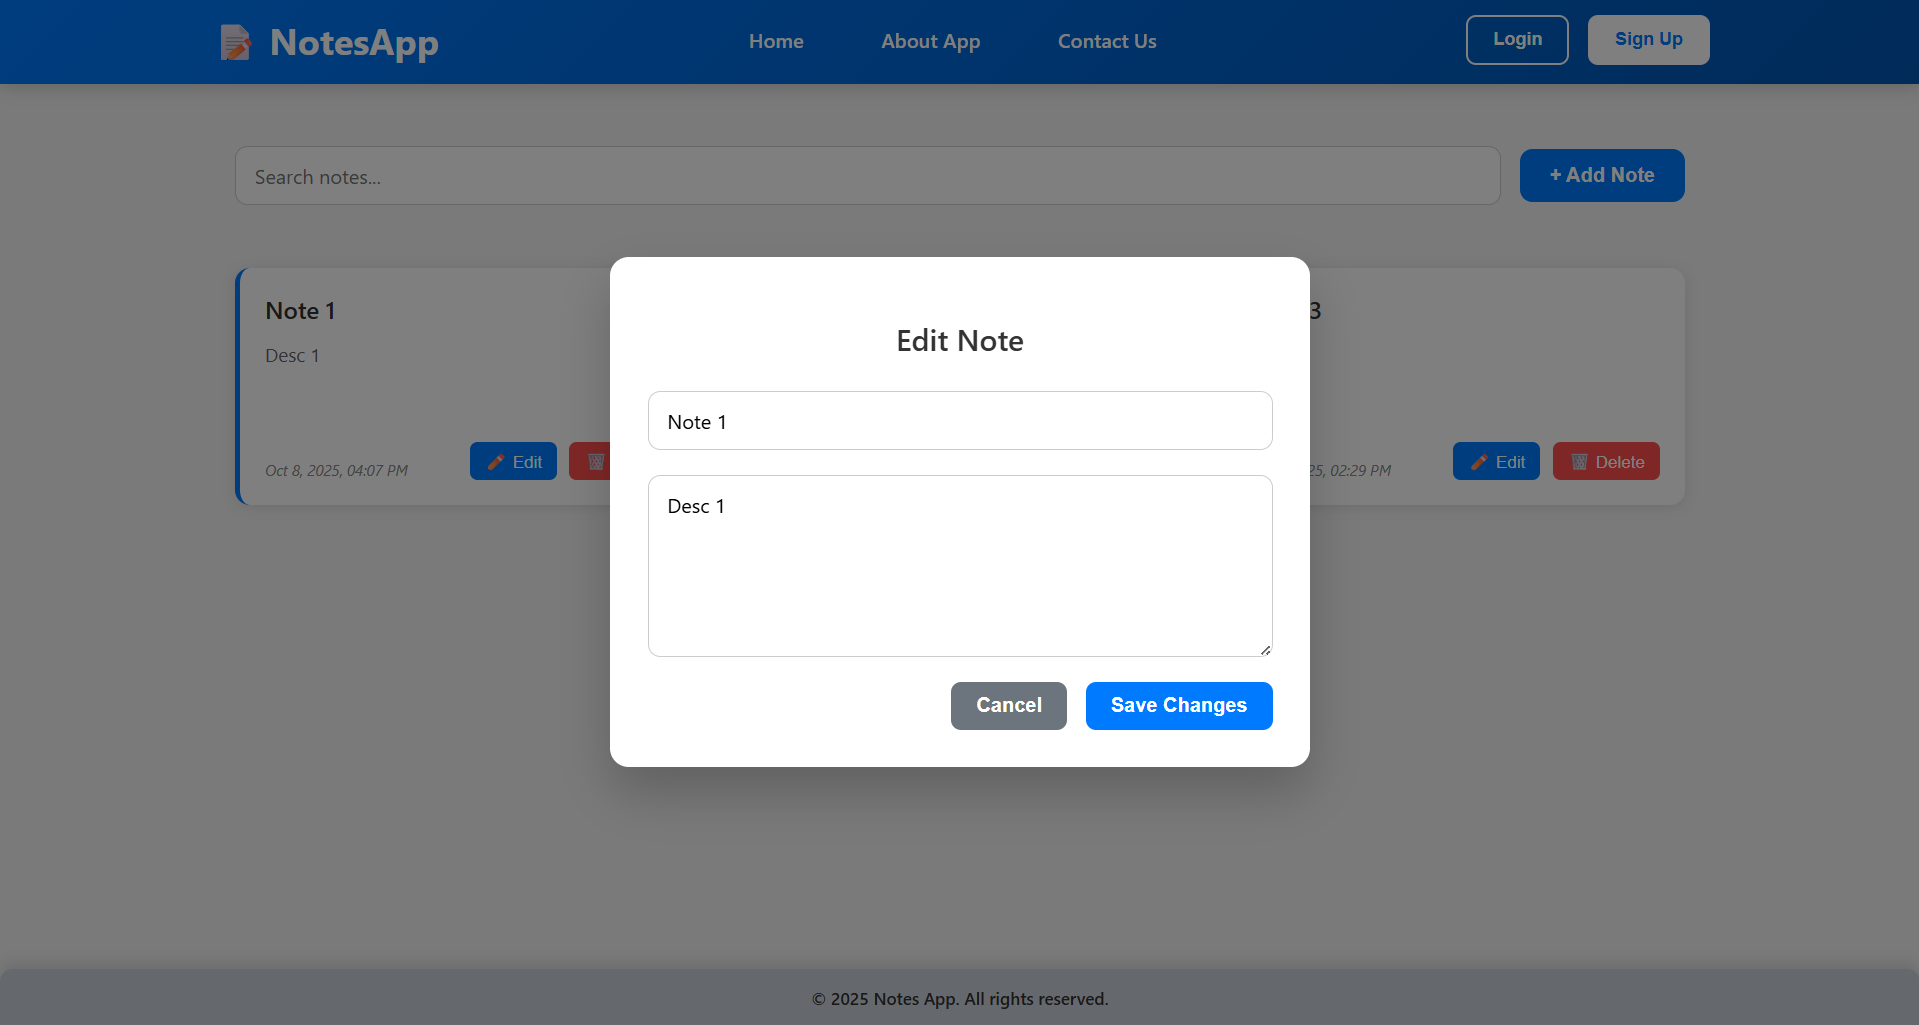 NotesApp
Home
About App
Contact Us
Login
Sign Up
Search notes...
+ Add Note
Note 1
Desc 1
Oct 8, 2025, 04:07 PM
Edit
Edit Note
Note 1
Desc 1
Cancel
Save Changes
3
25, 02:29 PM
Edit
Delete
© 2025 Notes App. All rights reserved.